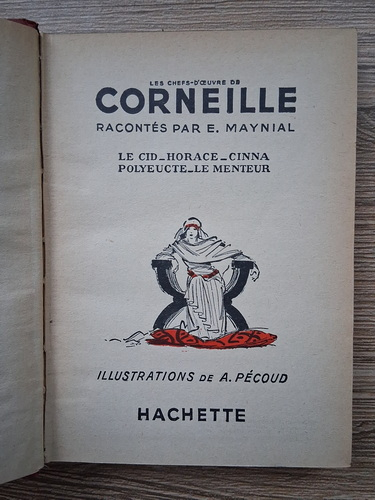 LES CHEFS-D'ŒUVRE DE
CORNEILLE
RACONTÉS PAR E. MAYNIAL
LE CID_HORACE_CINNA
POLYEUCTE_LE MENTEUR
ILLUSTRATIONS DE A. PÉCOUD
HACHETTE